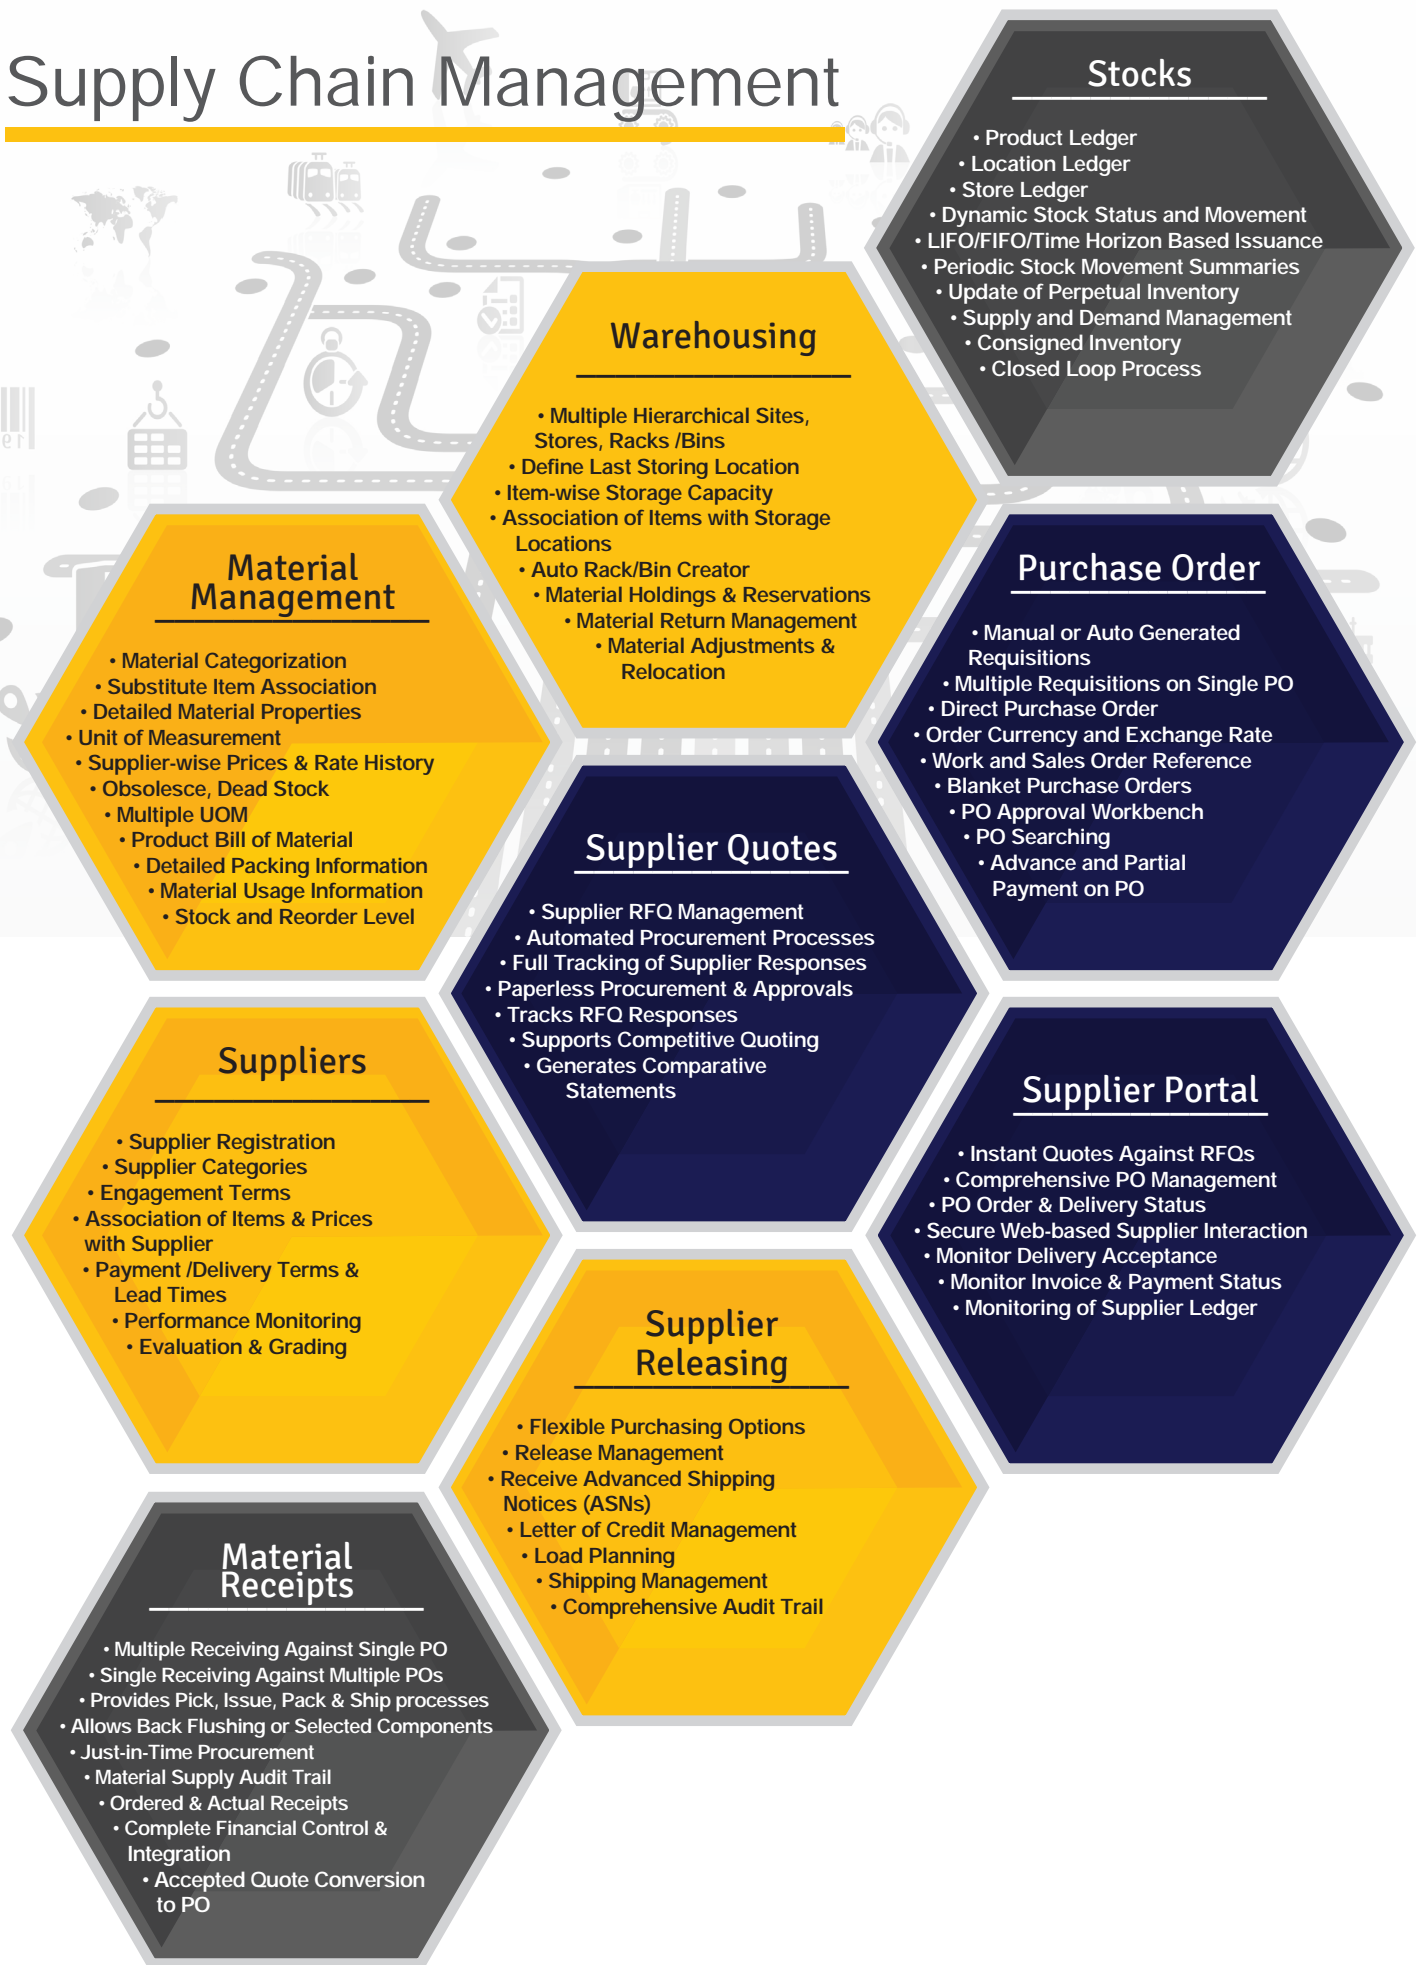 Supply Chain Management
Stocks
• Product Ledger
• Location Ledger
• Store Ledger
• Dynamic Stock Status and Movement
• LIFO/FIFO/Time Horizon Based Issuance
• Periodic Stock Movement Summaries
• Update of Perpetual Inventory
• Supply and Demand Management
• Consigned Inventory
• Closed Loop Process
Warehousing
• Multiple Hierarchical Sites,
Stores, Racks /Bins
• Define Last Storing Location
• Item-wise Storage Capacity
• Association of Items with Storage
Locations
• Auto Rack/Bin Creator
• Material Holdings & Reservations
• Material Return Management
• Material Adjustments &
Relocation
Material
Management
• Material Categorization
• Substitute Item Association
• Detailed Material Properties
• Unit of Measurement
• Supplier-wise Prices & Rate History
• Obsolesce, Dead Stock
• Multiple UOM
• Product Bill of Material
• Detailed Packing Information
• Material Usage Information
• Stock and Reorder Level
Purchase Order
• Manual or Auto Generated
Requisitions
• Multiple Requisitions on Single PO
• Direct Purchase Order
• Order Currency and Exchange Rate
• Work and Sales Order Reference
• Blanket Purchase Orders
• PO Approval Workbench
• PO Searching
• Advance and Partial
Payment on PO
Supplier Quotes
• Supplier RFQ Management
• Automated Procurement Processes
• Full Tracking of Supplier Responses
• Paperless Procurement & Approvals
• Tracks RFQ Responses
• Supports Competitive Quoting
• Generates Comparative
Statements
Suppliers
• Supplier Registration
• Supplier Categories
• Engagement Terms
• Association of Items & Prices
with Supplier
• Payment /Delivery Terms &
Lead Times
• Performance Monitoring
• Evaluation & Grading
Supplier Portal
• Instant Quotes Against RFQs
• Comprehensive PO Management
• PO Order & Delivery Status
• Secure Web-based Supplier Interaction
• Monitor Delivery Acceptance
• Monitor Invoice & Payment Status
• Monitoring of Supplier Ledger
Supplier
Releasing
• Flexible Purchasing Options
• Release Management
• Receive Advanced Shipping
Notices (ASNs)
• Letter of Credit Management
• Load Planning
• Shipping Management
• Comprehensive Audit Trail
Material
Receipts
• Multiple Receiving Against Single PO
• Single Receiving Against Multiple POs
• Provides Pick, Issue, Pack & Ship processes
• Allows Back Flushing or Selected Components
• Just-in-Time Procurement
• Material Supply Audit Trail
• Ordered & Actual Receipts
• Complete Financial Control &
Integration
• Accepted Quote Conversion
to PO